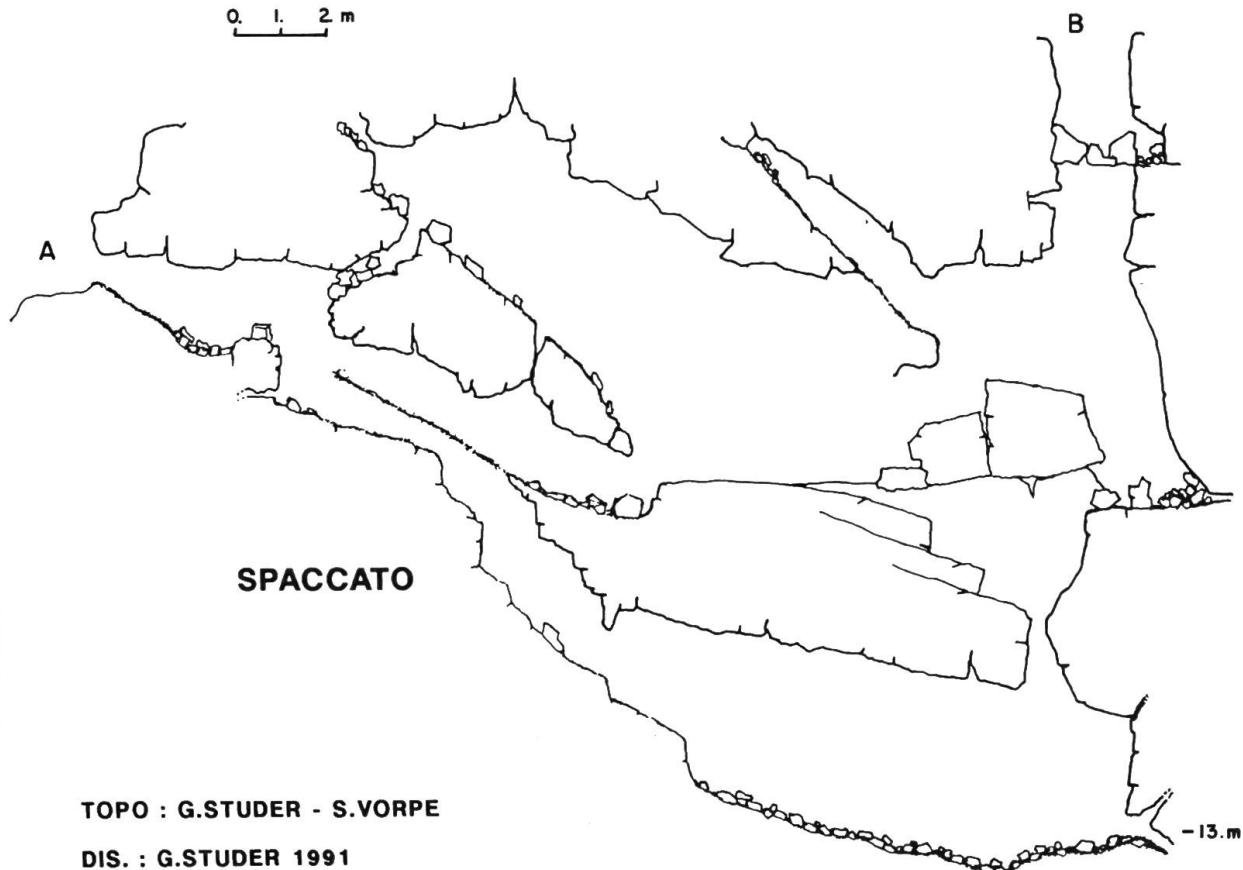 0. 1. 2. m
B
A
SPACCATO
TOPO : G.STUDER - S.VORPE
-13.m
DIS. : G.STUDER 1991